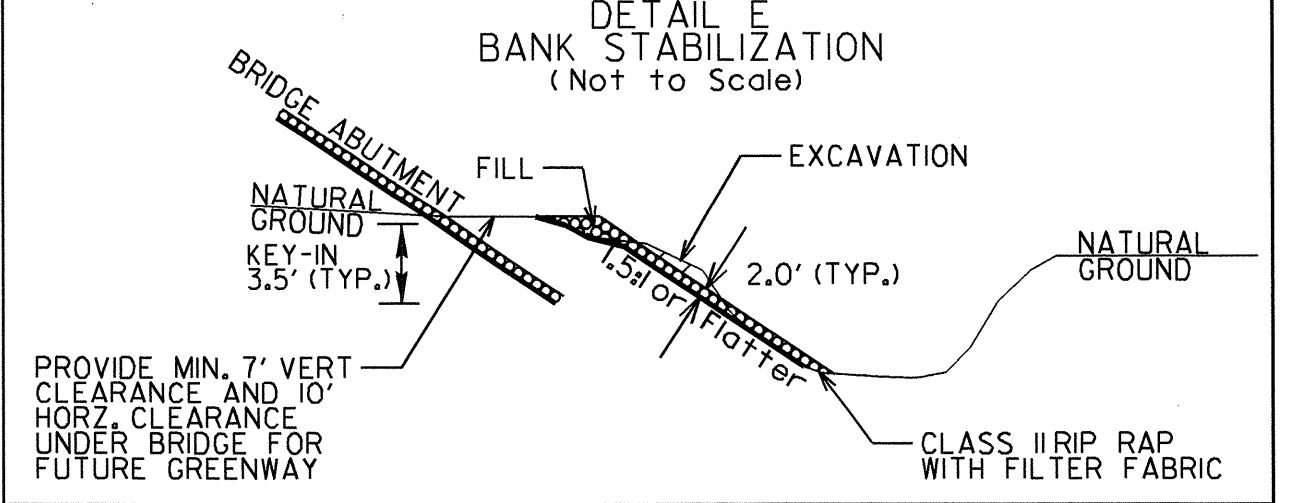 DETAIL E
BANK STABILIZATION
(Not to Scale)
BRIDGE ABUTMENT
FILL
EXCAVATION
NATURAL
GROUND
KEY-IN
3.5' (TYP.)
1.5:1 or Flatter
2.0' (TYP.)
NATURAL
GROUND
PROVIDE MIN. 7' VERT
CLEARANCE AND 10'
HORZ. CLEARANCE
UNDER BRIDGE FOR
FUTURE GREENWAY
CLASS II RIP RAP
WITH FILTER FABRIC